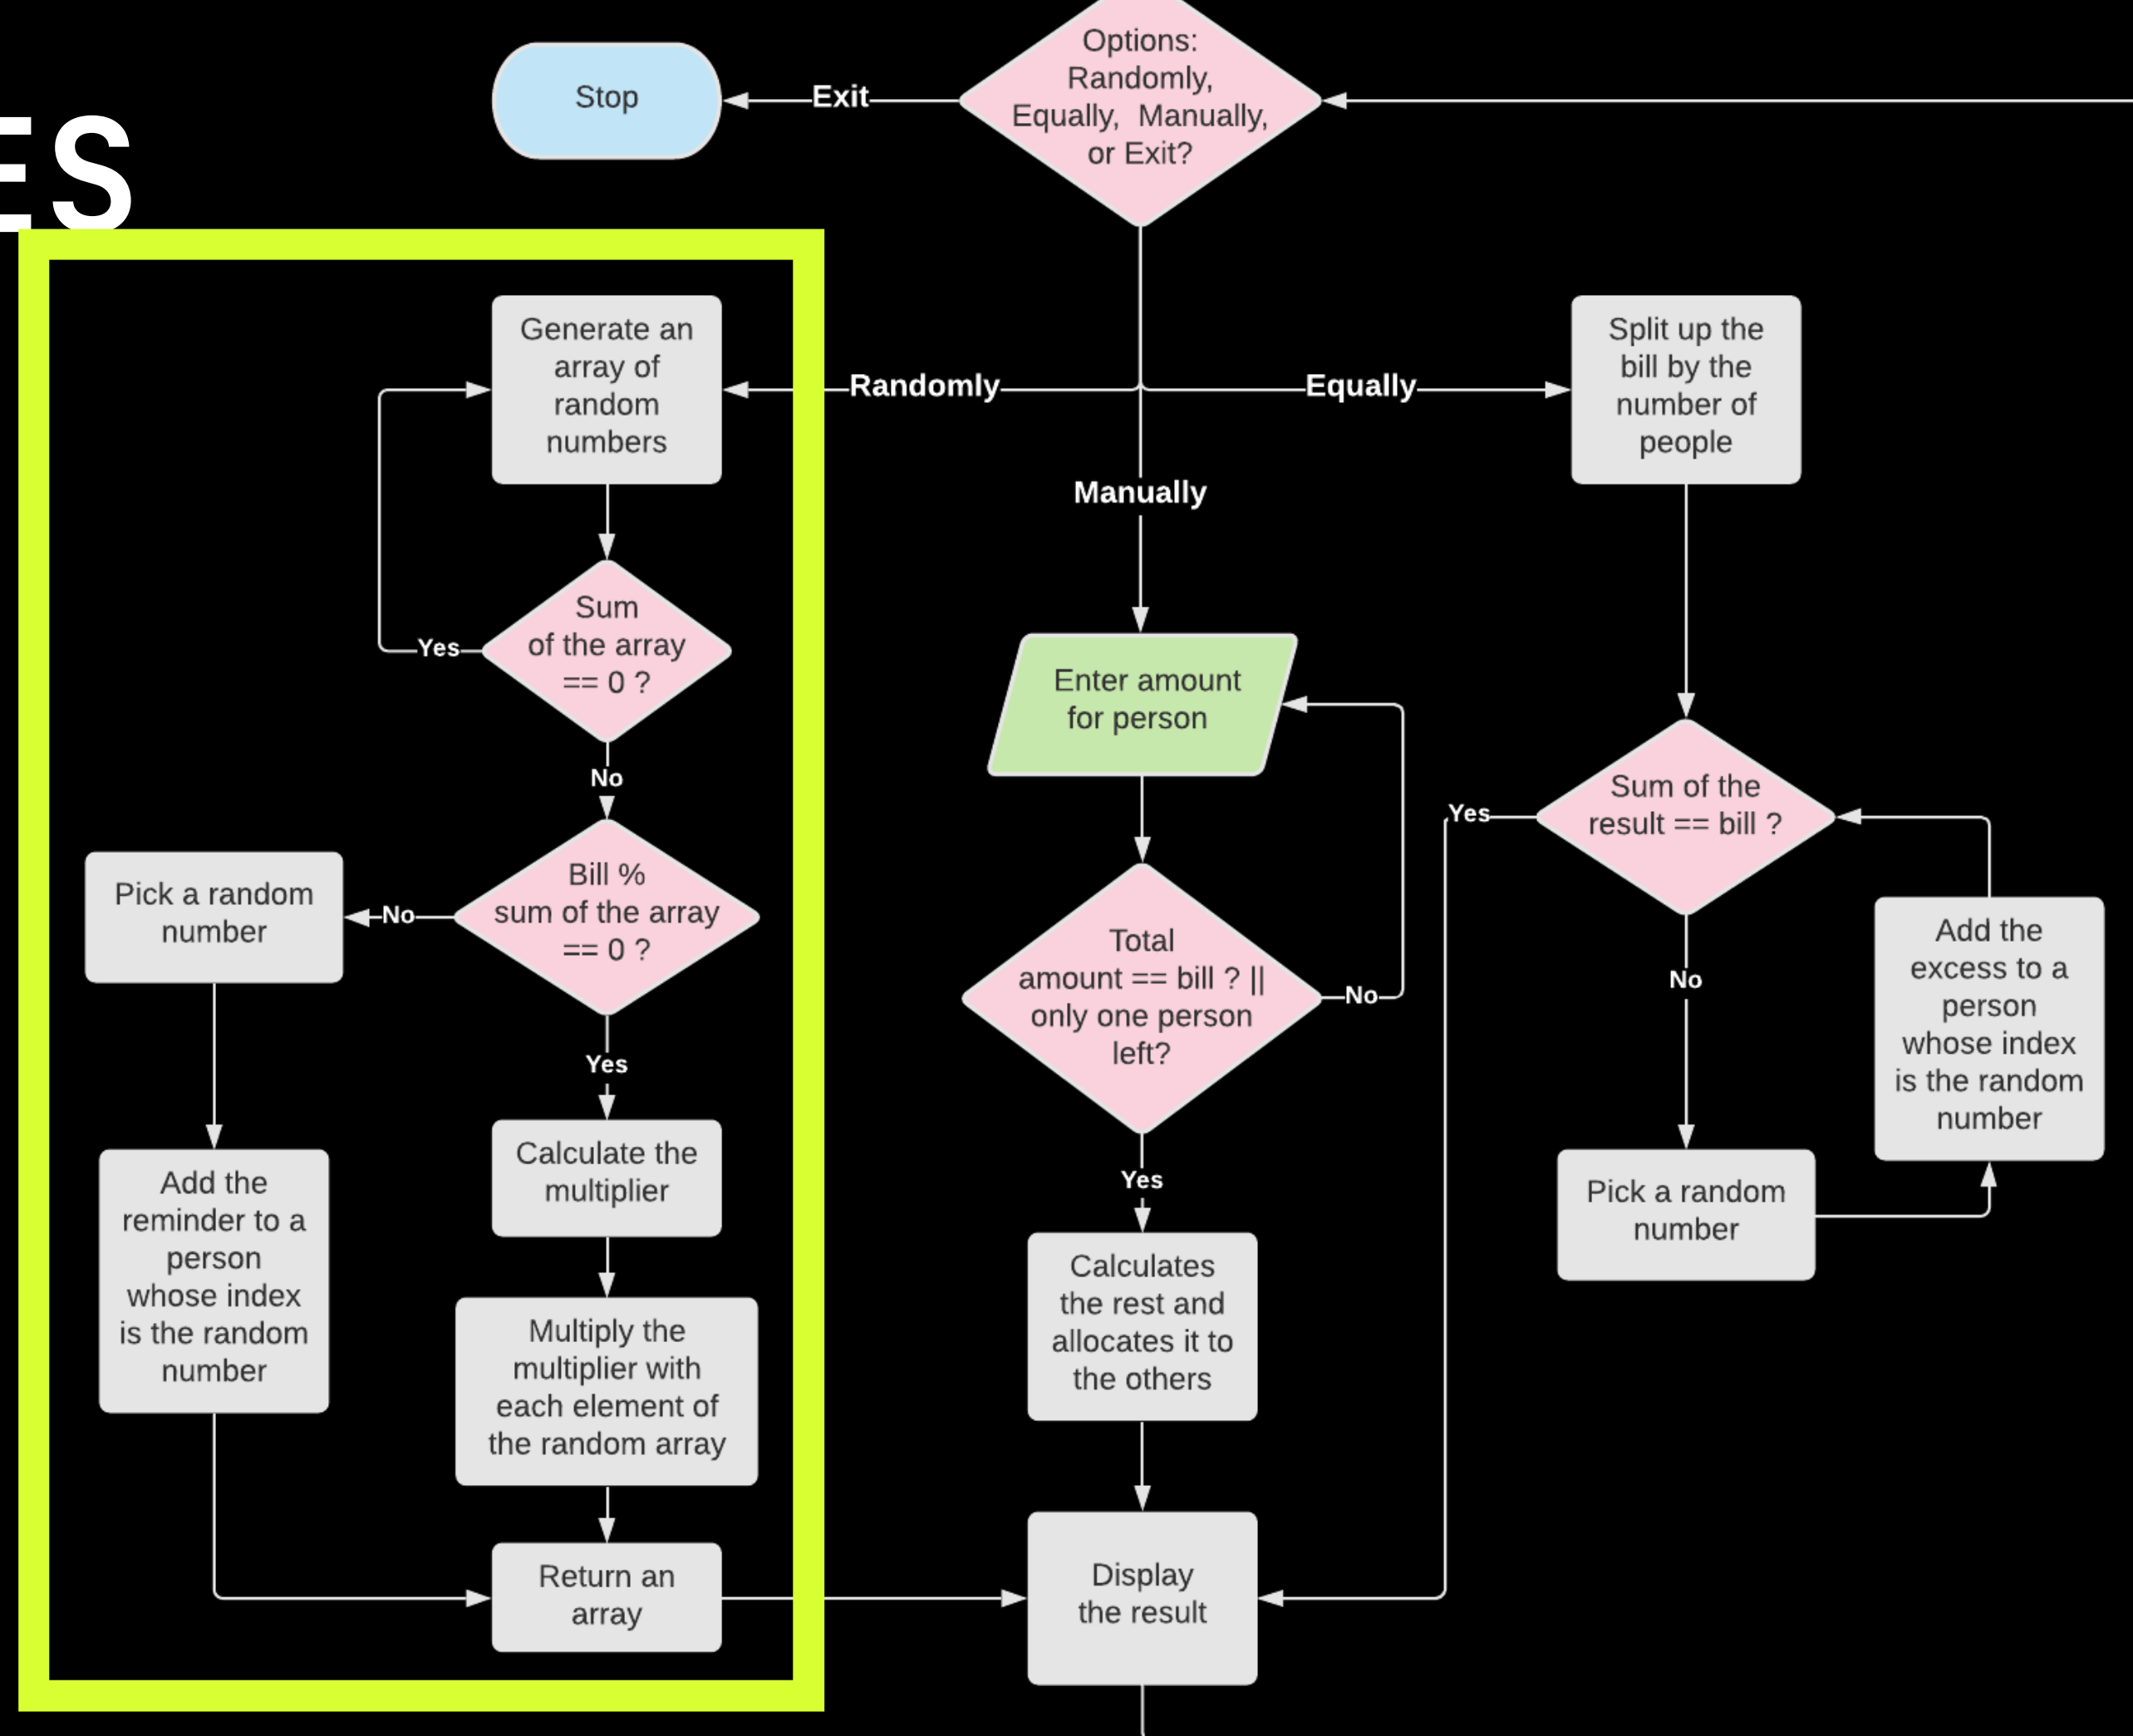 Options:
Randomly,
Equally, Manually,
or Exit?
Exit
Stop
ES
Randomly
Equally
Manually
Generate an
array of
random
numbers
Sum
of the array
== 0 ?
Yes
No
Bill %
sum of the array
== 0 ?
No
Pick a random
number
Add the
reminder to a
person
whose index
is the random
number
Yes
Calculate the
multiplier
Multiply the
multiplier with
each element of
the random array
Return an
array
Enter amount
for person
Total
amount == bill ? ||
only one person
left?
No
Yes
Calculates
the rest and
allocates it to
the others
Display
the result
Split up the
bill by the
number of
people
Sum of the
result == bill ?
Yes
No
Pick a random
number
Add the
excess to a
person
whose index
is the random
number